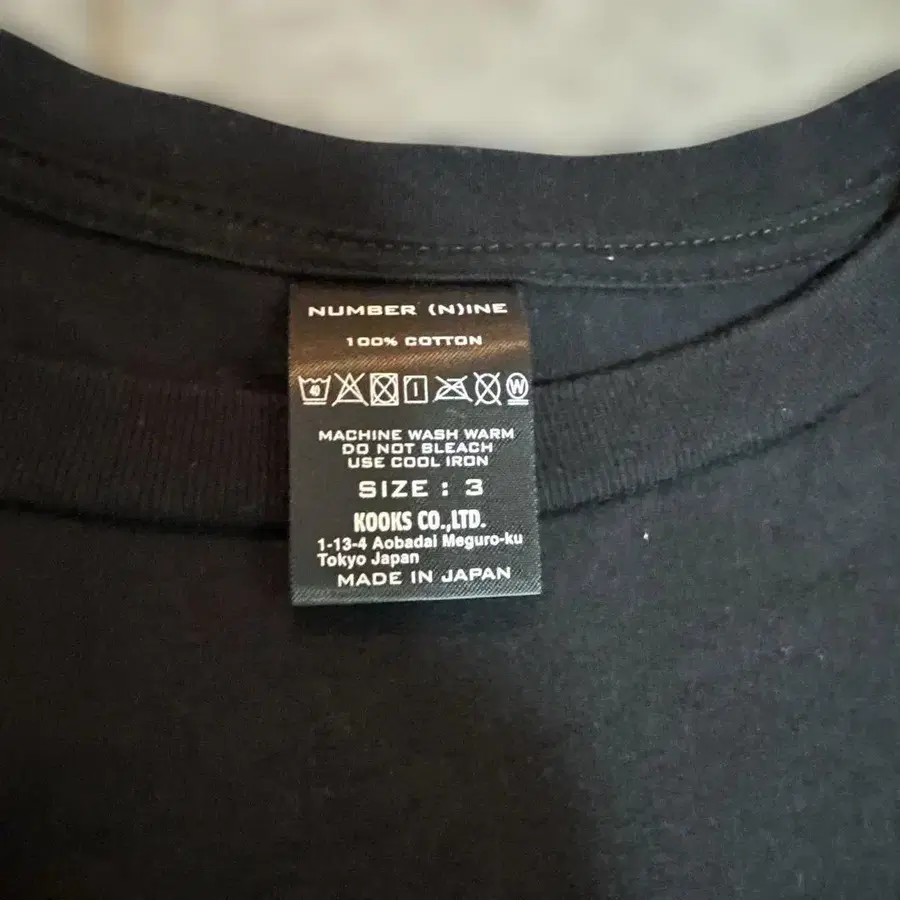 NUMBER (N)INE
100% COTTON
40 W
MACHINE WASH WARM
DO NOT BLEACH
USE COOL IRON
SIZE : 3
KOOKS CO.,LTD.
1-13-4 Aobadai Meguro-ku
Tokyo Japan
MADE IN JAPAN